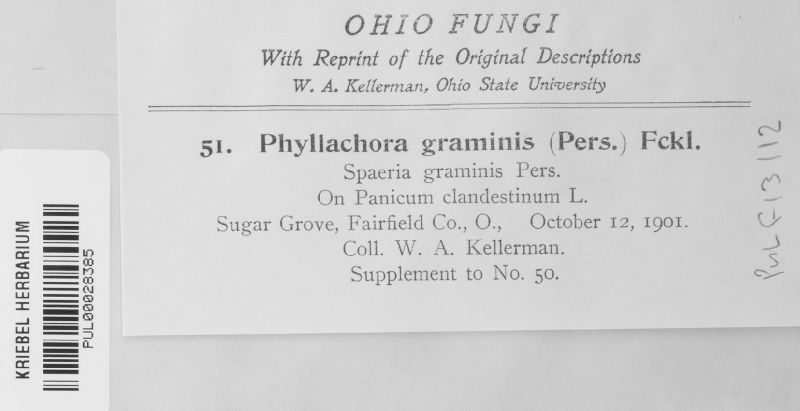 OHIO FUNGI
With Reprint of the Original Descriptions
W. A. Kellerman, Ohio State University
51. Phyllachora graminis (Pers.) Fckl.
Spaeria graminis Pers.
On Panicum clandestinum L.
Sugar Grove, Fairfield Co., O., October 12, 1901.
Coll. W. A. Kellerman.
Supplement to No. 50.
PUL F13112
KRIEBEL HERBARIUM
PUL00028385